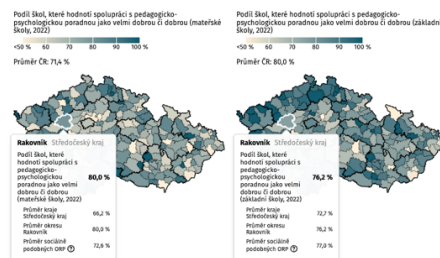 Podíl škol, které hodnotí spolupráci s pedagogicko-
psychologickou poradnou jako velmi dobrou či dobrou (mateřské
školy, 2022)
<50 % 60 70 80 90 100 %
Průměr ČR: 71,4 %
Rakovník Středočeský kraj
Podíl škol, které
hodnotí spolupráci s
pedagogicko-
psychologickou
poradnou jako velmi
dobrou či dobrou
(mateřské školy, 2022)
80,0 %
Průměr kraje
Středočeský kraj
66,2 %
Průměr okresu
Rakovník
80,0 %
Průměr sociálně
podobných ORP ?
72,6 %
Podíl škol, které hodnotí spolupráci s pedagogicko-
psychologickou poradnou jako velmi dobrou či dobrou (základní
školy, 2022)
<50 % 60 70 80 90 100 %
Průměr ČR: 80,0 %
Rakovník Středočeský kraj
Podíl škol, které
hodnotí spolupráci s
pedagogicko-
psychologickou
poradnou jako velmi
dobrou či dobrou
(základní školy, 2022)
76,2 %
Průměr kraje
Středočeský kraj
72,7 %
Průměr okresu
Rakovník
76,2 %
Průměr sociálně
podobných ORP ?
77,0 %